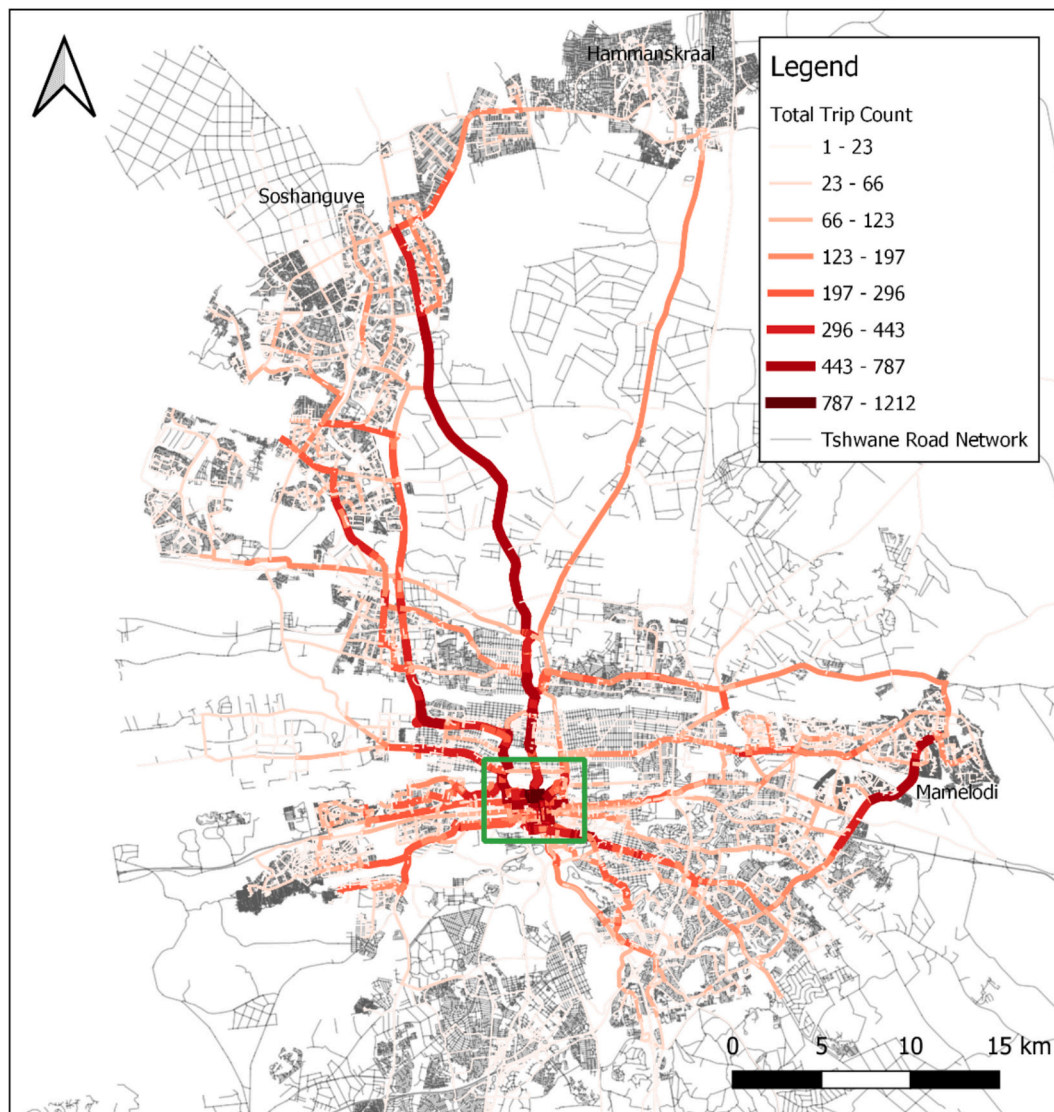 Hammanskraal
Soshanguve
Mamelodi
Legend
Total Trip Count
1 - 23
23 - 66
66 - 123
123 - 197
197 - 296
296 - 443
443 - 787
787 - 1212
Tshwane Road Network
0 5 10 15 km